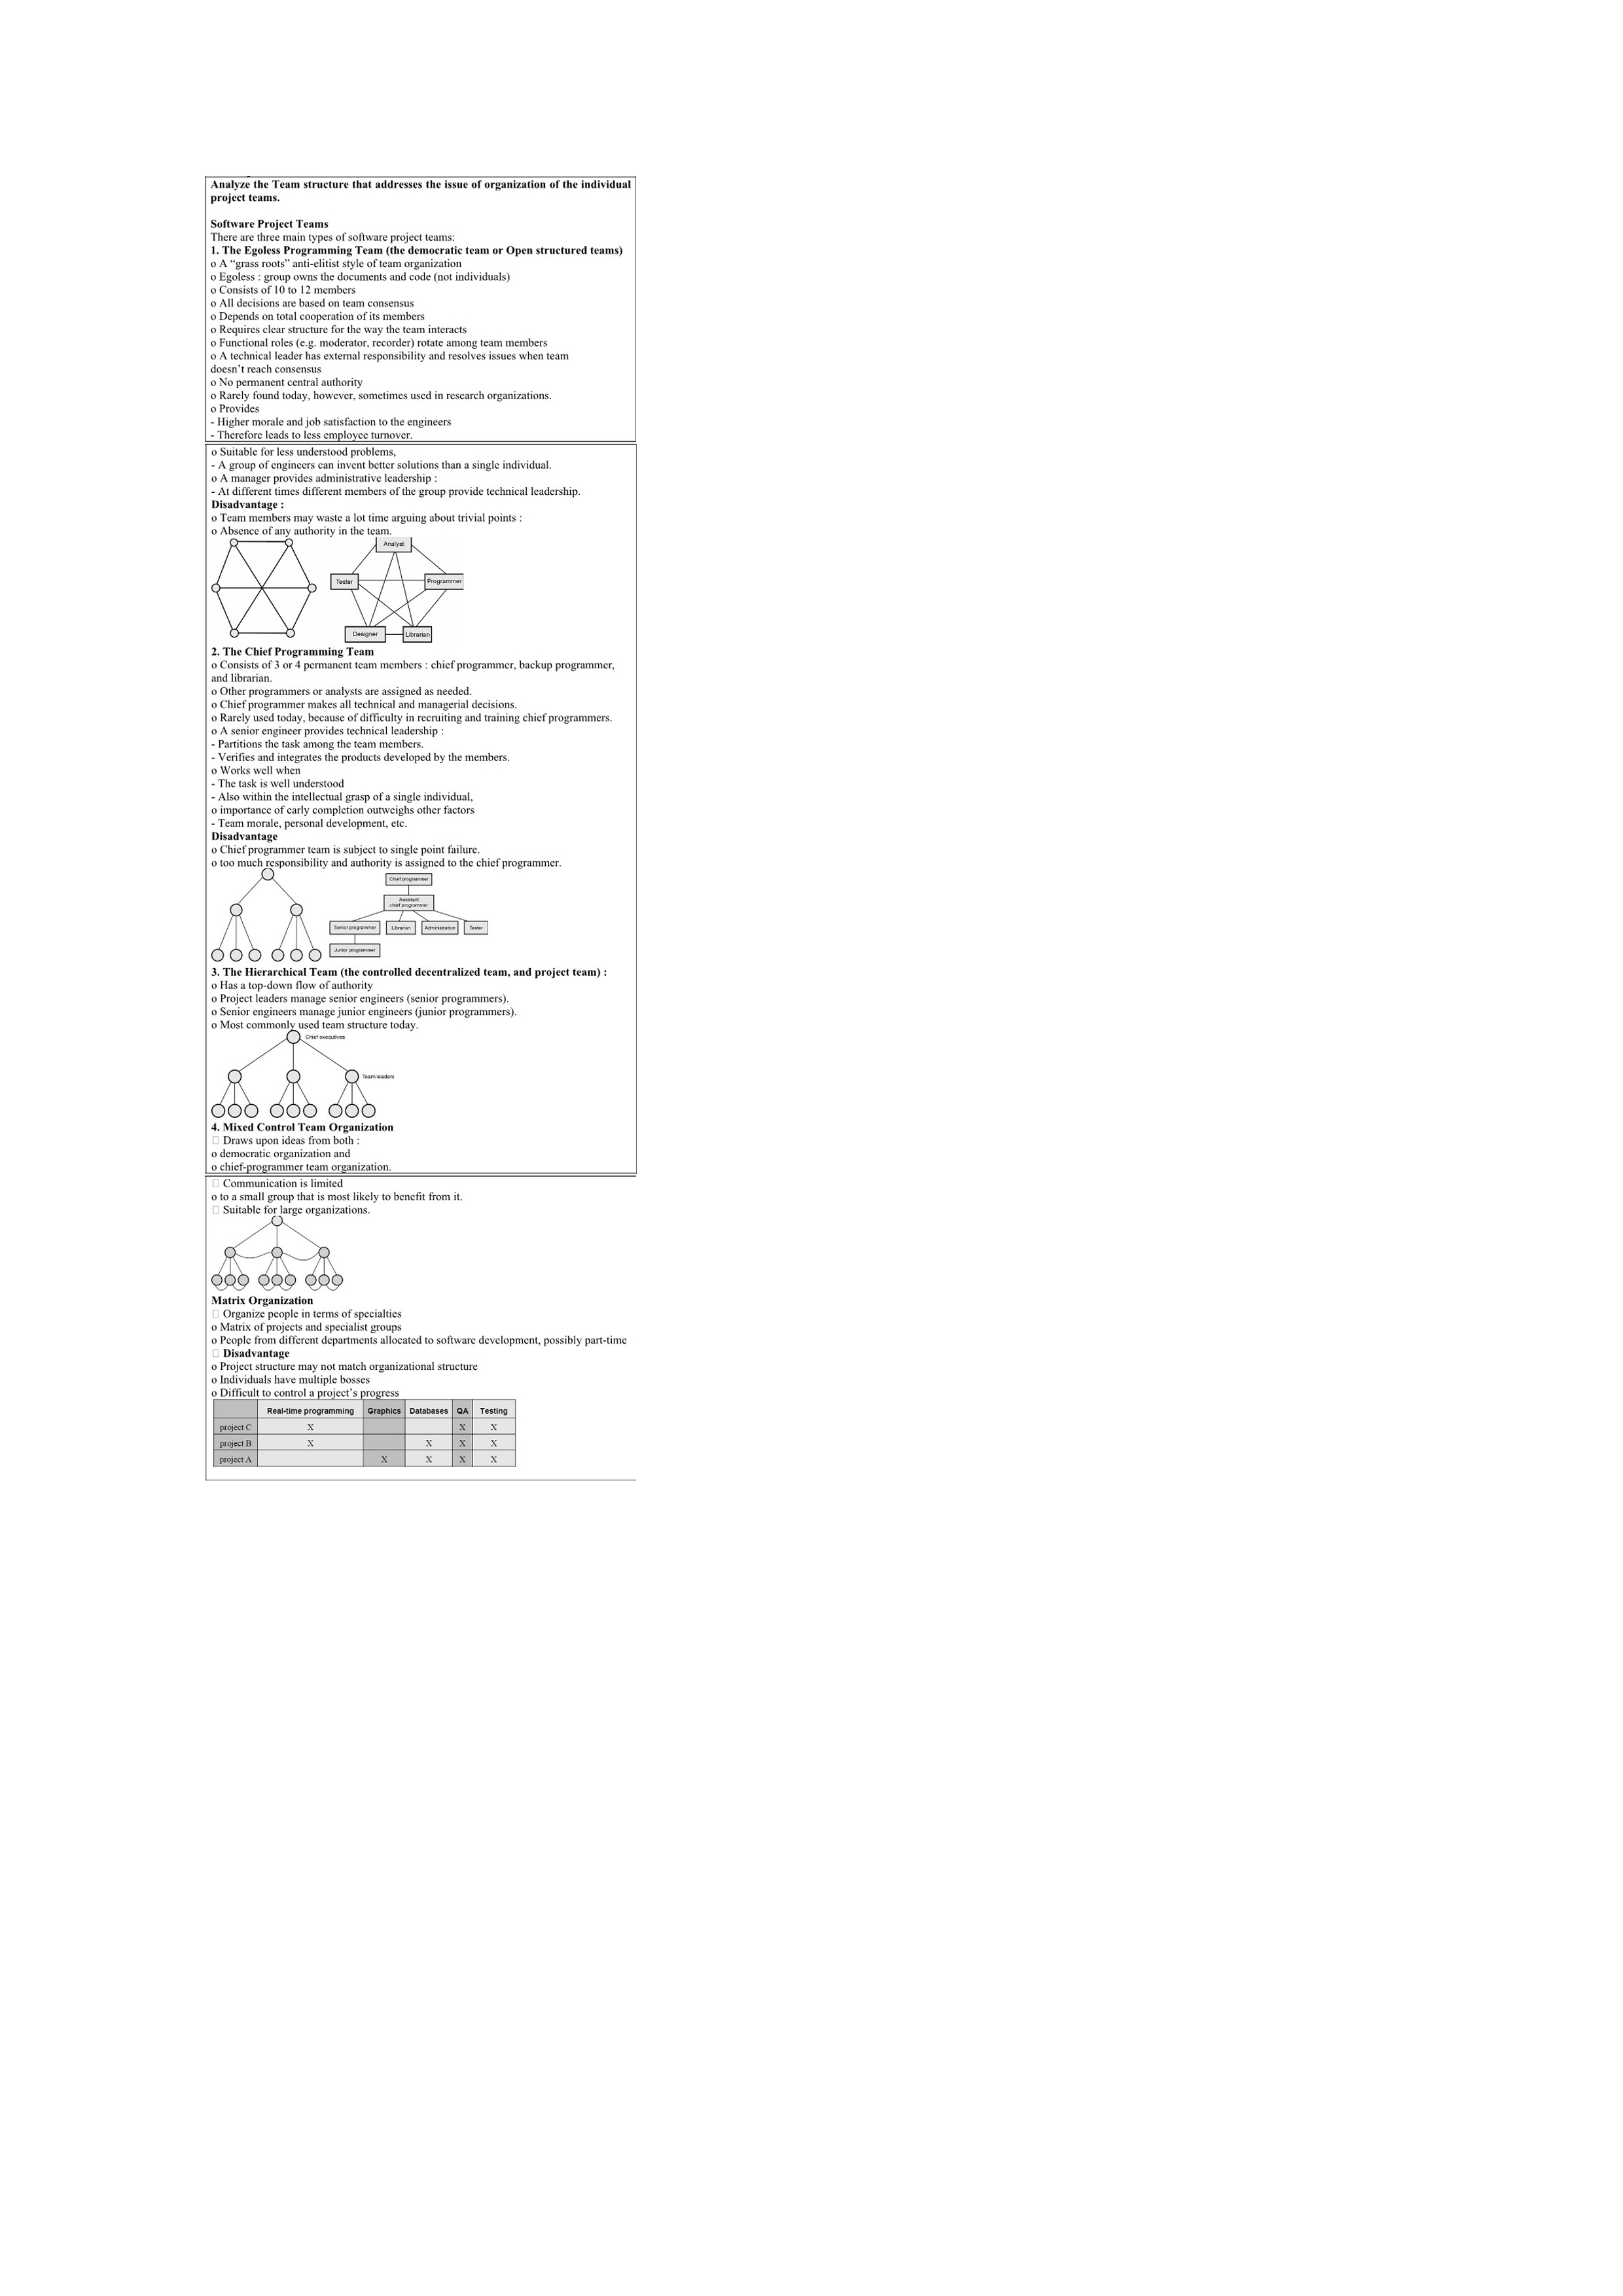 Analyze the Team structure that addresses the issue of organization of the individual
project teams.
Software Project Teams
There are three main types of software project teams:
1. The Egoless Programming Team (the democratic team or Open structured teams)
o A “grass roots” anti-elitist style of team organization
o Egoless : group owns the documents and code (not individuals)
o Consists of 10 to 12 members
o All decisions are based on team consensus
o Depends on total cooperation of its members
o Requires clear structure for the way the team interacts
o Functional roles (e.g. moderator, recorder) rotate among team members
o A technical leader has external responsibility and resolves issues when team
doesn’t reach consensus
o No permanent central authority
o Rarely found today, however, sometimes used in research organizations.
o Provides
- Higher morale and job satisfaction to the engineers
- Therefore leads to less employee turnover.
o Suitable for less understood problems,
- A group of engineers can invent better solutions than a single individual.
o A manager provides administrative leadership :
- At different times different members of the group provide technical leadership.
Disadvantage :
o Team members may waste a lot time arguing about trivial points :
o Absence of any authority in the team.
Analyst
Tester Programmer
Designer Librarian
2. The Chief Programming Team
o Consists of 3 or 4 permanent team members : chief programmer, backup programmer,
and librarian.
o Other programmers or analysts are assigned as needed.
o Chief programmer makes all technical and managerial decisions.
o Rarely used today, because of difficulty in recruiting and training chief programmers.
o A senior engineer provides technical leadership :
- Partitions the task among the team members.
- Verifies and integrates the products developed by the members.
o Works well when
- The task is well understood
- Also within the intellectual grasp of a single individual,
o importance of early completion outweighs other factors
- Team morale, personal development, etc.
Disadvantage
o Chief programmer team is subject to single point failure.
o too much responsibility and authority is assigned to the chief programmer.
Chief programmer
Assistant
chief programmer
Senior programmer Librarian Administration Tester
Junior programmer
3. The Hierarchical Team (the controlled decentralized team, and project team) :
o Has a top-down flow of authority
o Project leaders manage senior engineers (senior programmers).
o Senior engineers manage junior engineers (junior programmers).
o Most commonly used team structure today.
Chief executives
Team leaders
4. Mixed Control Team Organization
Draws upon ideas from both :
o democratic organization and
o chief-programmer team organization.
Communication is limited
o to a small group that is most likely to benefit from it.
Suitable for large organizations.
Matrix Organization
Organize people in terms of specialties
o Matrix of projects and specialist groups
o People from different departments allocated to software development, possibly part-time
Disadvantage
o Project structure may not match organizational structure
o Individuals have multiple bosses
o Difficult to control a project’s progress
Real-time programming Graphics Databases QA Testing
project C X X X
project B X X X X
project A X X X X